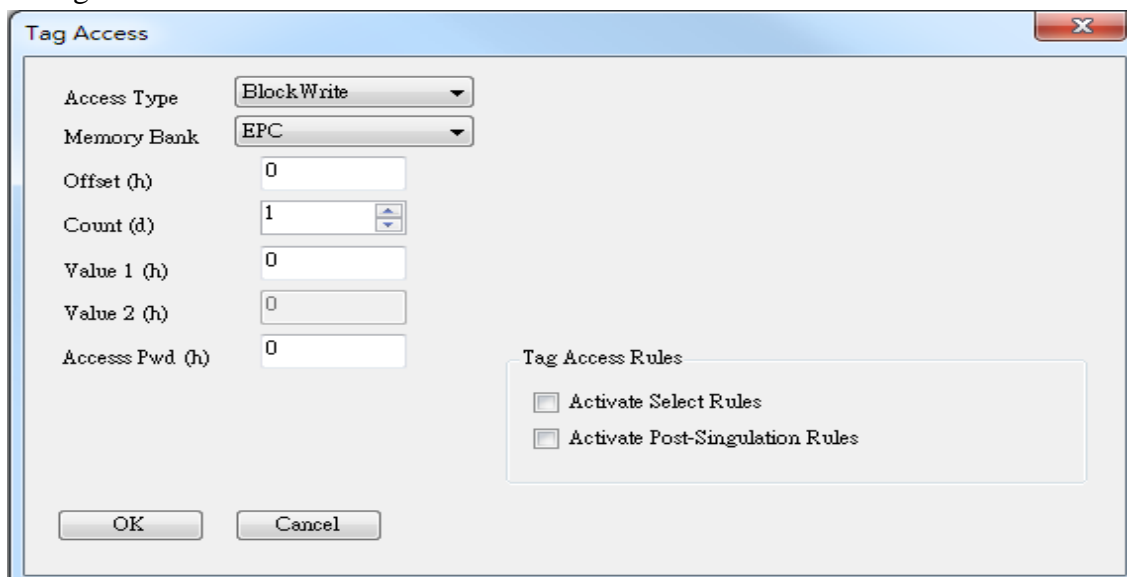 Tag Access
Access Type BlockWrite
Memory Bank EPC
Offset (h) 0
Count (d) 1
Value 1 (h) 0
Value 2 (h) 0
Accesss Pwd (h) 0
Tag Access Rules
Activate Select Rules
Activate Post-Singulation Rules
OK Cancel